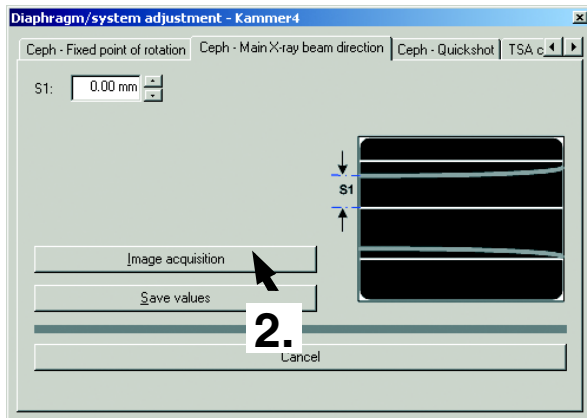 Diaphragm/system adjustment - Kammer4
Ceph - Fixed point of rotation Ceph - Main X-ray beam direction Ceph - Quickshot TSA c
S1: 0.00 mm
S1
Image acquisition
Save values
2.
Cancel